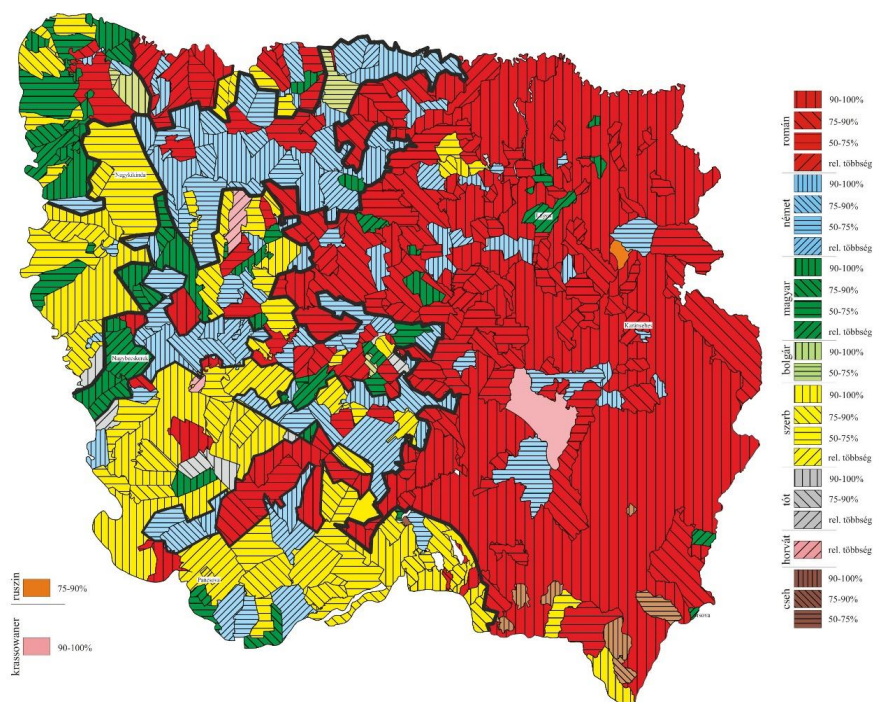 Nagykikinda
Nagybecskerek
Karánsebes
Pancsova
román
90-100%
75-90%
50-75%
rel. többség
német
90-100%
75-90%
50-75%
rel. többség
magyar
90-100%
75-90%
50-75%
rel. többség
bolgár
90-100%
50-75%
szerb
90-100%
75-90%
50-75%
rel. többség
tót
90-100%
75-90%
rel. többség
horvát
rel. többség
cseh
90-100%
75-90%
50-75%
ruszin
75-90%
krassowaner
90-100%